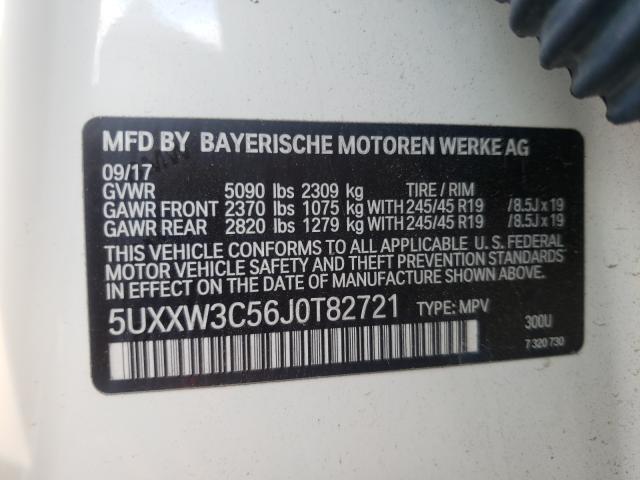 MFD BY BAYERISCHE MOTOREN WERKE AG
09/17
GVWR 5090 lbs 2309 kg TIRE / RIM
GAWR FRONT 2370 lbs 1075 kg WITH 245/45 R19 /8.5J x 19
GAWR REAR 2820 lbs 1279 kg WITH 245/45 R19 /8.5J x 19
THIS VEHICLE CONFORMS TO ALL APPLICABLE U. S. FEDERAL
MOTOR VEHICLE SAFETY AND THEFT PREVENTION STANDARDS
IN EFFECT ON THE DATE OF MANUFACTURE SHOWN ABOVE.
5UXXW3C56J0T82721 TYPE: MPV 300U
7 320 730